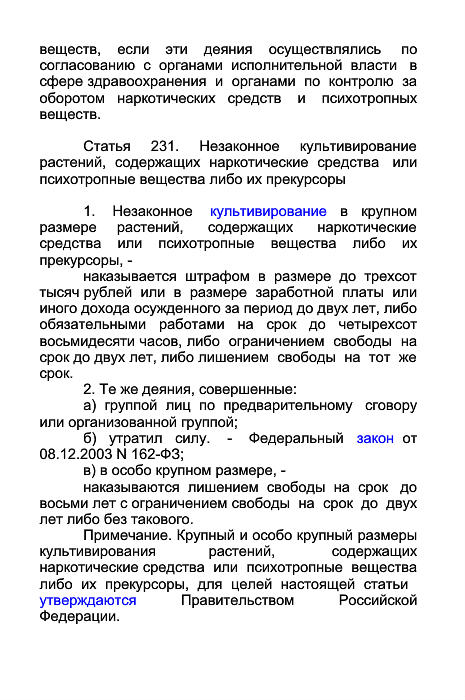 веществ, если эти деяния осуществлялись по
согласованию с органами исполнительной власти в
сфере здравоохранения и органами по контролю за
оборотом наркотических средств и психотропных
веществ.
Статья 231. Незаконное культивирование
растений, содержащих наркотические средства или
психотропные вещества либо их прекурсоры
1. Незаконное культивирование в крупном
размере растений, содержащих наркотические
средства или психотропные вещества либо их
прекурсоры, -
наказывается штрафом в размере до трехсот
тысяч рублей или в размере заработной платы или
иного дохода осужденного за период до двух лет, либо
обязательными работами на срок до четырехсот
восьмидесяти часов, либо ограничением свободы на
срок до двух лет, либо лишением свободы на тот же
срок.
2. Те же деяния, совершенные:
а) группой лиц по предварительному сговору
или организованной группой;
б) утратил силу. - Федеральный закон от
08.12.2003 N 162-ФЗ;
в) в особо крупном размере, -
наказываются лишением свободы на срок до
восьми лет с ограничением свободы на срок до двух
лет либо без такового.
Примечание. Крупный и особо крупный размеры
культивирования растений, содержащих
наркотические средства или психотропные вещества
либо их прекурсоры, для целей настоящей статьи
утверждаются Правительством Российской
Федерации.